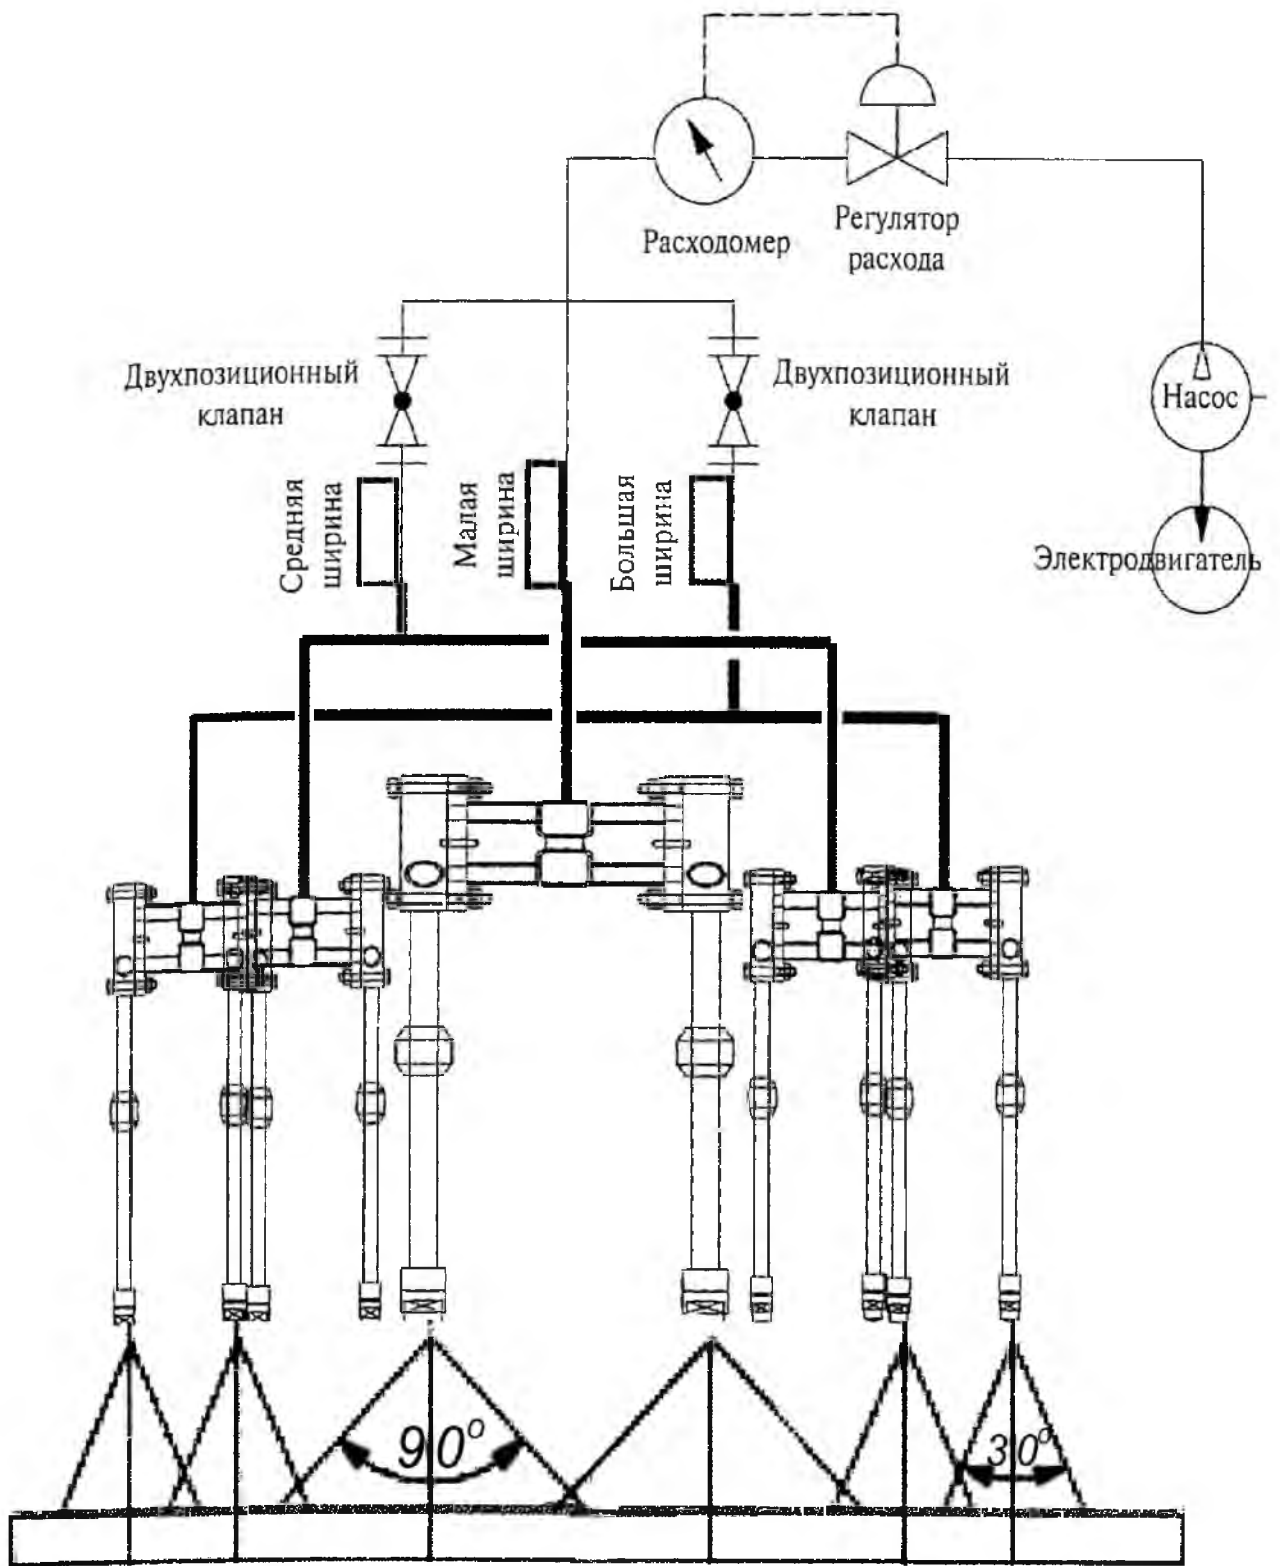 Расходомер
Регулятор
расхода
Двухпозиционный
клапан
Двухпозиционный
клапан
Насос
Средняя
ширина
Малая
ширина
Большая
ширина
Электродвигатель
90°
30°